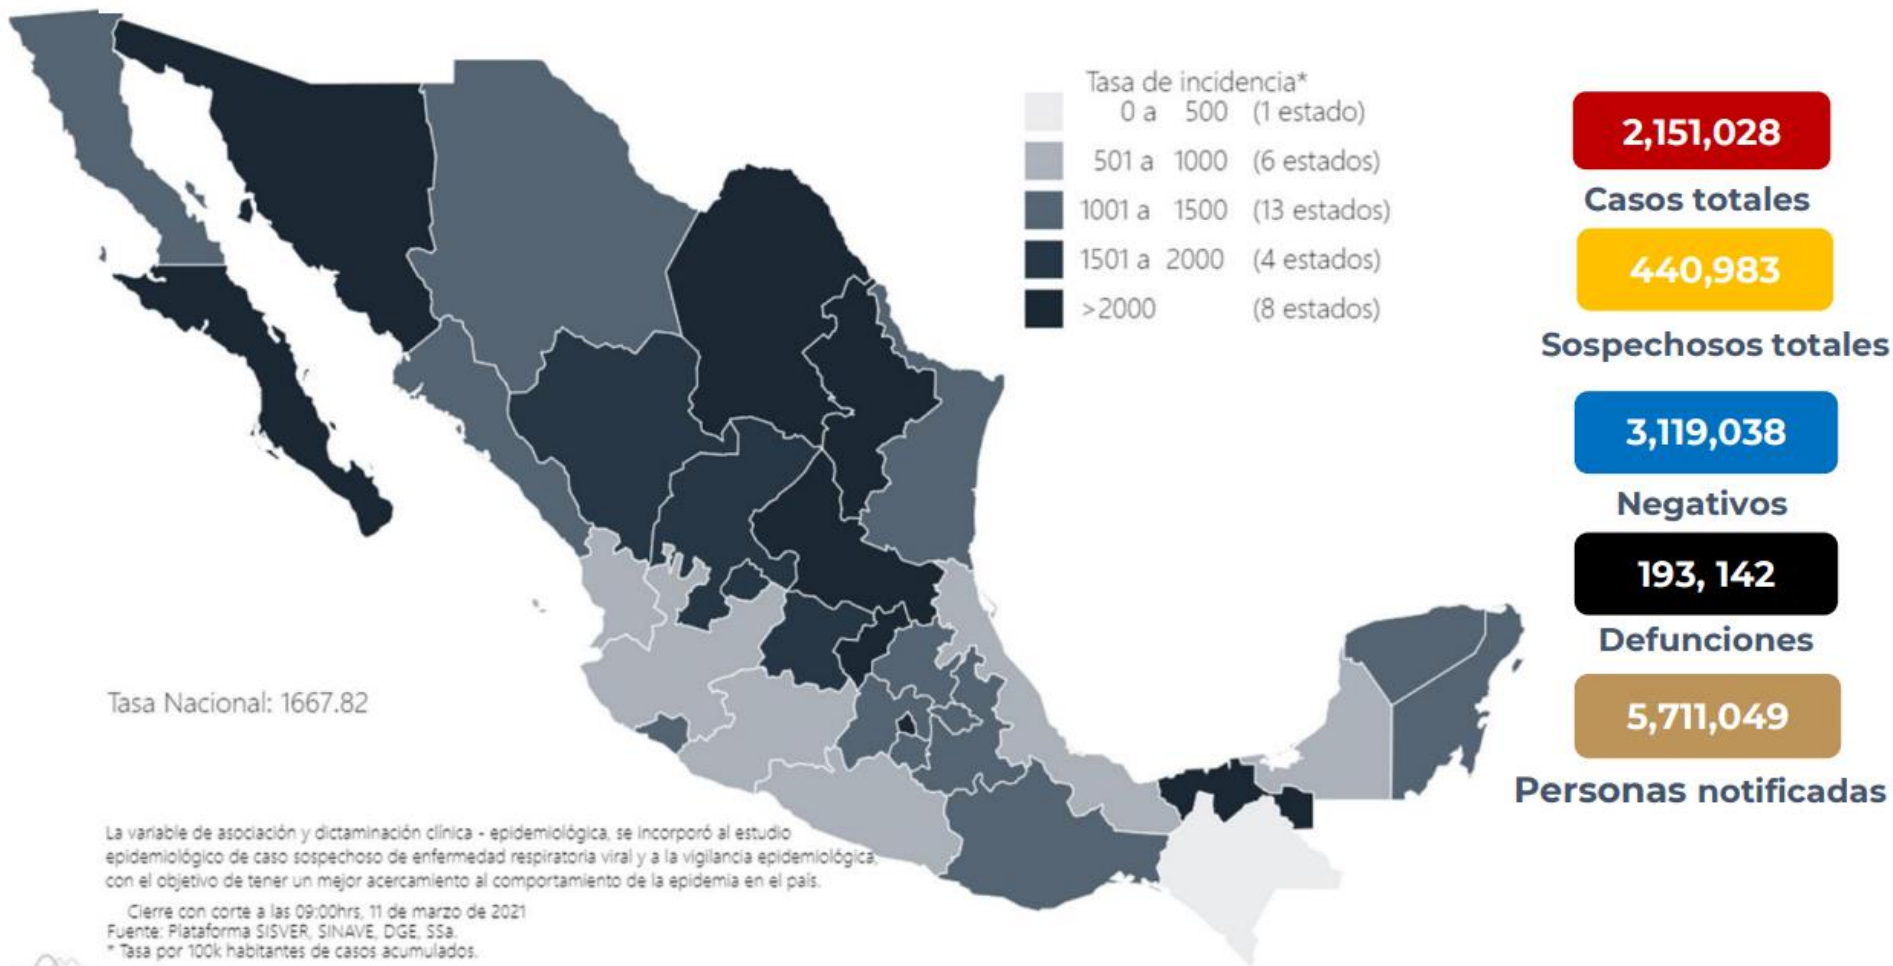 Tasa de incidencia*
0 a 500 (1 estado)
501 a 1000 (6 estados)
1001 a 1500 (13 estados)
1501 a 2000 (4 estados)
>2000 (8 estados)
2,151,028
Casos totales
440,983
Sospechosos totales
3,119,038
Negativos
193, 142
Defunciones
5,711,049
Personas notificadas
Tasa Nacional: 1667.82
La variable de asociación y dictaminación clínica - epidemiológica, se incorporó al estudio
epidemiológico de caso sospechoso de enfermedad respiratoria viral y a la vigilancia epidemiológica,
con el objetivo de tener un mejor acercamiento al comportamiento de la epidemia en el país.
Cierre con corte a las 09:00hrs, 11 de marzo de 2021
Fuente: Plataforma SISVER, SINAVE, DGE, SSa.
* Tasa por 100k habitantes de casos acumulados.